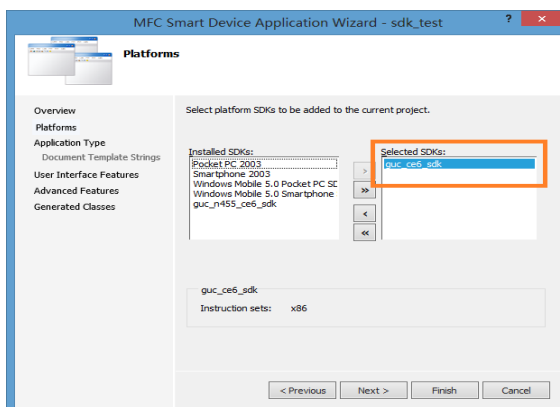 MFC Smart Device Application Wizard - sdk_test
?
×
Platforms
Overview
Platforms
Application Type
Document Template Strings
User Interface Features
Advanced Features
Generated Classes
Select platform SDKs to be added to the current project.
Installed SDKs:
Pocket PC 2003
Smartphone 2003
Windows Mobile 5.0 Pocket PC SD
Windows Mobile 5.0 Smartphone
guc_n455_ce6_sdk
>
>>
<
<<
Selected SDKs:
guc_ce6_sdk
guc_ce6_sdk
Instruction sets: x86
< Previous
Next >
Finish
Cancel